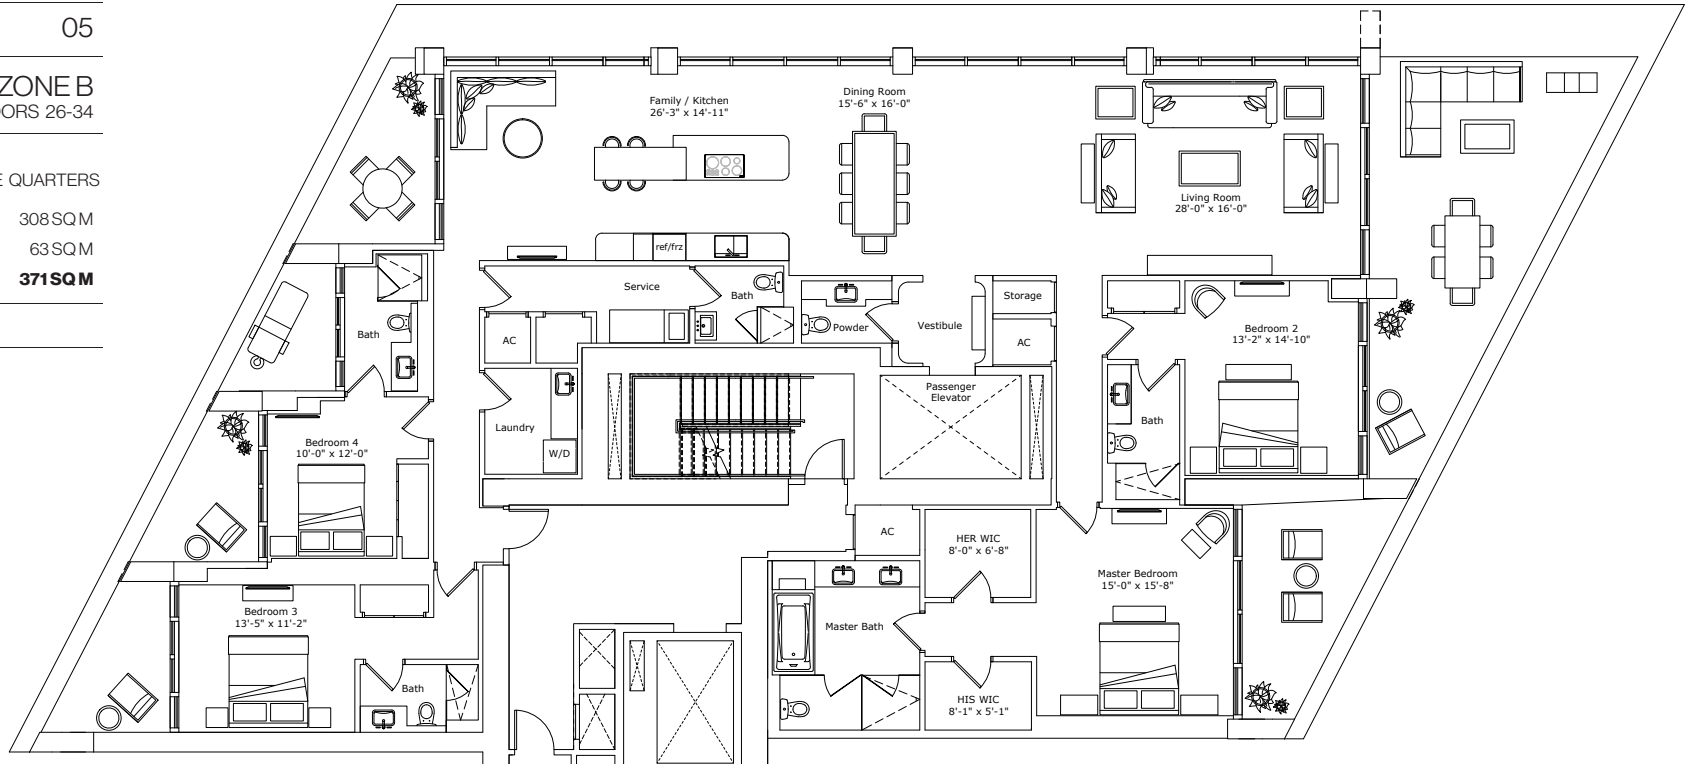 05
ZONE B
ORS 26-34
E QUARTERS
308 SQ M
63 SQ M
371 SQ M
Family / Kitchen
26'-3" x 14'-11"
Dining Room
15'-6" x 16'-0"
Living Room
28'-0" x 16'-0"
ref/frz
Service
Bath
Powder
Vestibule
Storage
AC
AC
Bath
Bedroom 2
13'-2" x 14'-10"
Passenger
Elevator
Bath
Laundry
W/D
Bedroom 4
10'-0" x 12'-0"
AC
HER WIC
8'-0" x 6'-8"
Master Bedroom
15'-0" x 15'-8"
Bedroom 3
13'-5" x 11'-2"
Master Bath
Bath
HIS WIC
8'-1" x 5'-1"